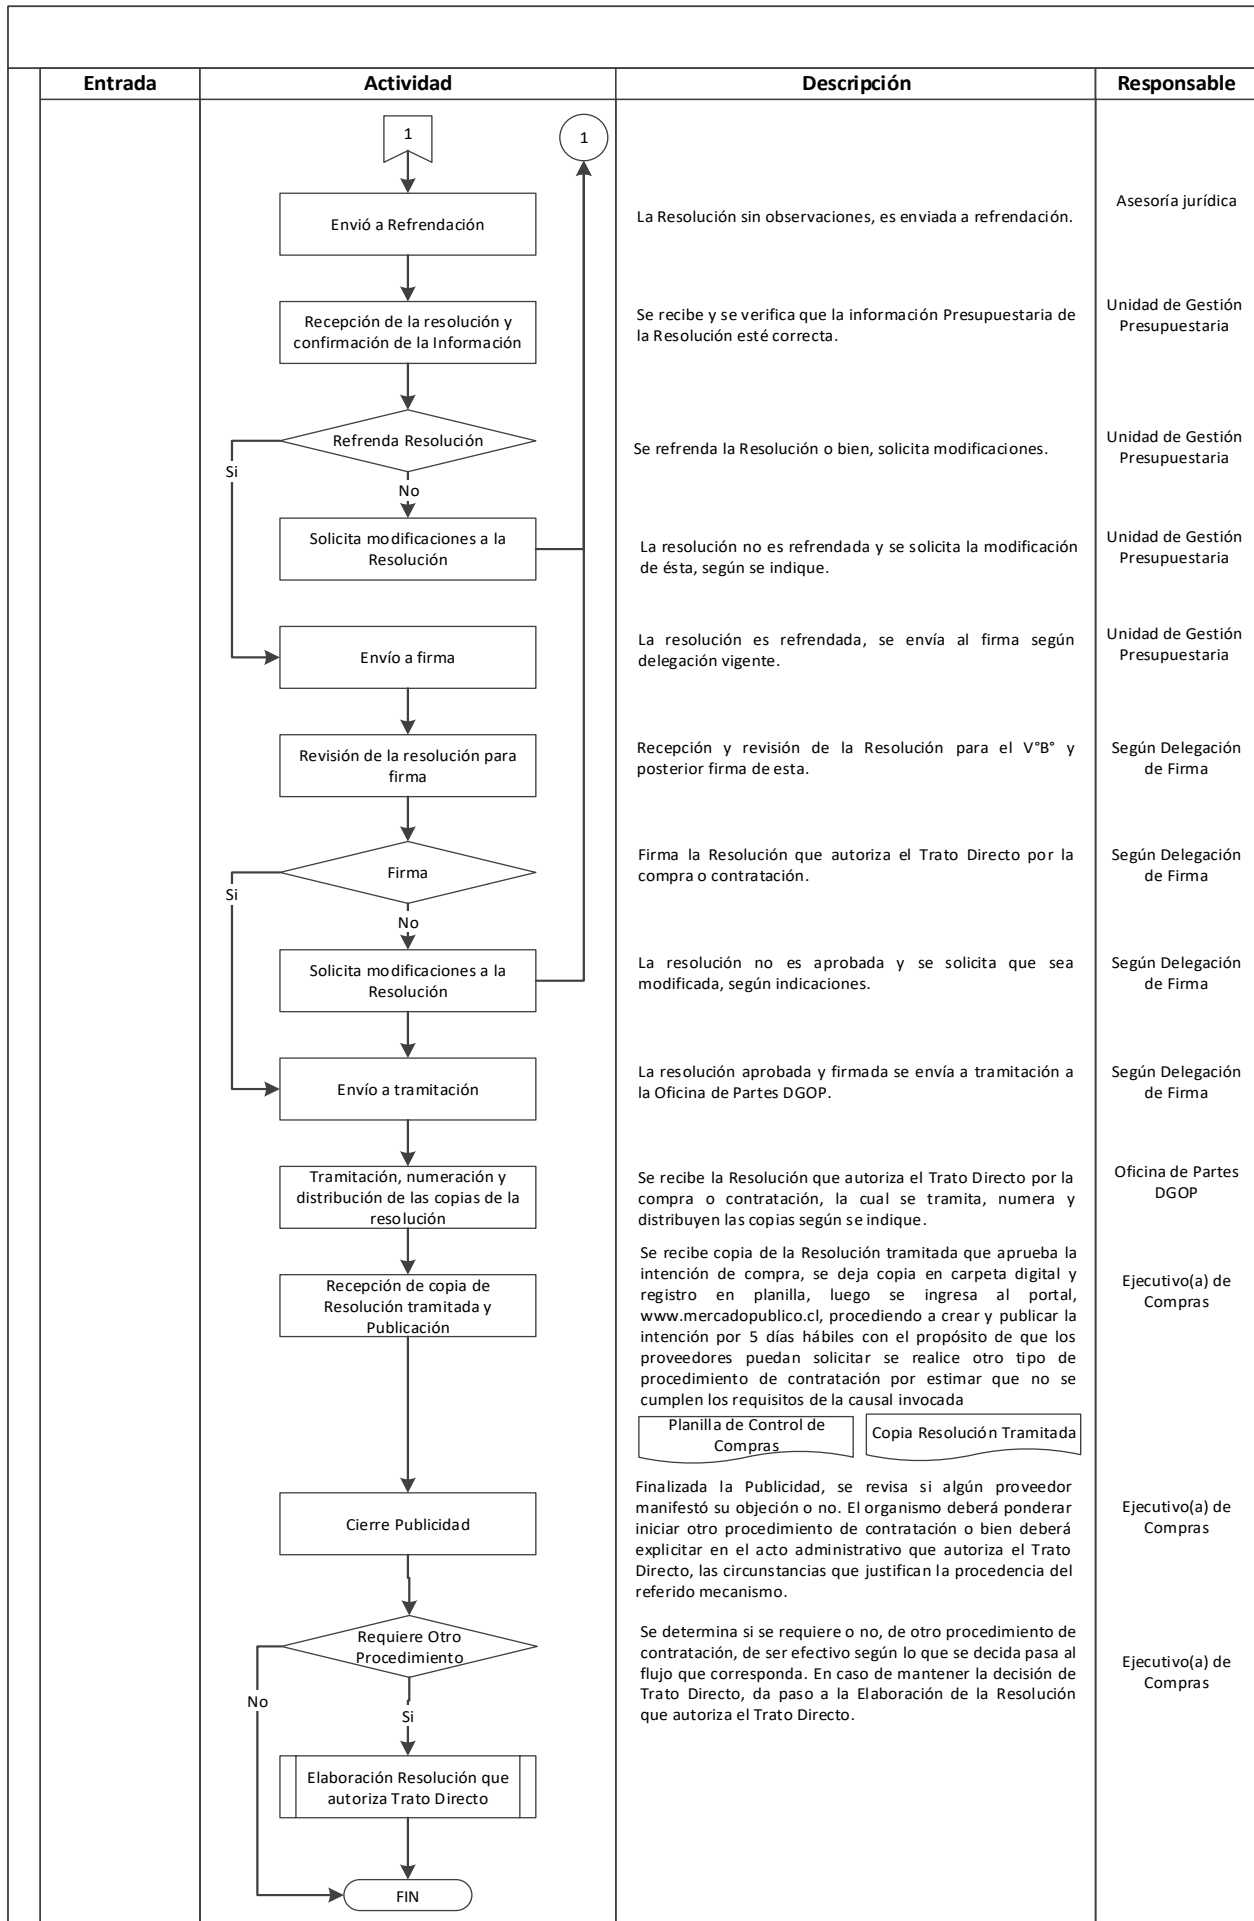 Entrada
Actividad
Descripción
Responsable
1
1
Envió a Refrendación
La Resolución sin observaciones, es enviada a refrendación.
Asesoría jurídica
Recepción de la resolución y
confirmación de la Información
Se recibe y se verifica que la información Presupuestaria de
la Resolución esté correcta.
Unidad de Gestión
Presupuestaria
Refrenda Resolución
Si
No
Se refrenda la Resolución o bien, solicita modificaciones.
Unidad de Gestión
Presupuestaria
Solicita modificaciones a la
Resolución
La resolución no es refrendada y se solicita la modificación
de ésta, según se indique.
Unidad de Gestión
Presupuestaria
Envío a firma
La resolución es refrendada, se envía al firma según
delegación vigente.
Unidad de Gestión
Presupuestaria
Revisión de la resolución para
firma
Recepción y revisión de la Resolución para el V°B° y
posterior firma de esta.
Según Delegación
de Firma
Firma
Si
No
Firma la Resolución que autoriza el Trato Directo por la
compra o contratación.
Según Delegación
de Firma
Solicita modificaciones a la
Resolución
La resolución no es aprobada y se solicita que sea
modificada, según indicaciones.
Según Delegación
de Firma
Envío a tramitación
La resolución aprobada y firmada se envía a tramitación a
la Oficina de Partes DGOP.
Según Delegación
de Firma
Tramitación, numeración y
distribución de las copias de la
resolución
Se recibe la Resolución que autoriza el Trato Directo por la
compra o contratación, la cual se tramita, numera y
distribuyen las copias según se indique.
Oficina de Partes
DGOP
Recepción de copia de
Resolución tramitada y
Publicación
Se recibe copia de la Resolución tramitada que aprueba la
intención de compra, se deja copia en carpeta digital y
registro en planilla, luego se ingresa al portal,
www.mercadopublico.cl, procediendo a crear y publicar la
intención por 5 días hábiles con el propósito de que los
proveedores puedan solicitar se realice otro tipo de
procedimiento de contratación por estimar que no se
cumplen los requisitos de la causal invocada
Ejecutivo(a) de
Compras
Planilla de Control de
Compras
Copia Resolución Tramitada
Cierre Publicidad
Finalizada la Publicidad, se revisa si algún proveedor
manifestó su objeción o no. El organismo deberá ponderar
iniciar otro procedimiento de contratación o bien deberá
explicitar en el acto administrativo que autoriza el Trato
Directo, las circunstancias que justifican la procedencia del
referido mecanismo.
Ejecutivo(a) de
Compras
Requiere Otro
Procedimiento
No
Si
Se determina si se requiere o no, de otro procedimiento de
contratación, de ser efectivo según lo que se decida pasa al
flujo que corresponda. En caso de mantener la decisión de
Trato Directo, da paso a la Elaboración de la Resolución
que autoriza el Trato Directo.
Ejecutivo(a) de
Compras
Elaboración Resolución que
autoriza Trato Directo
FIN